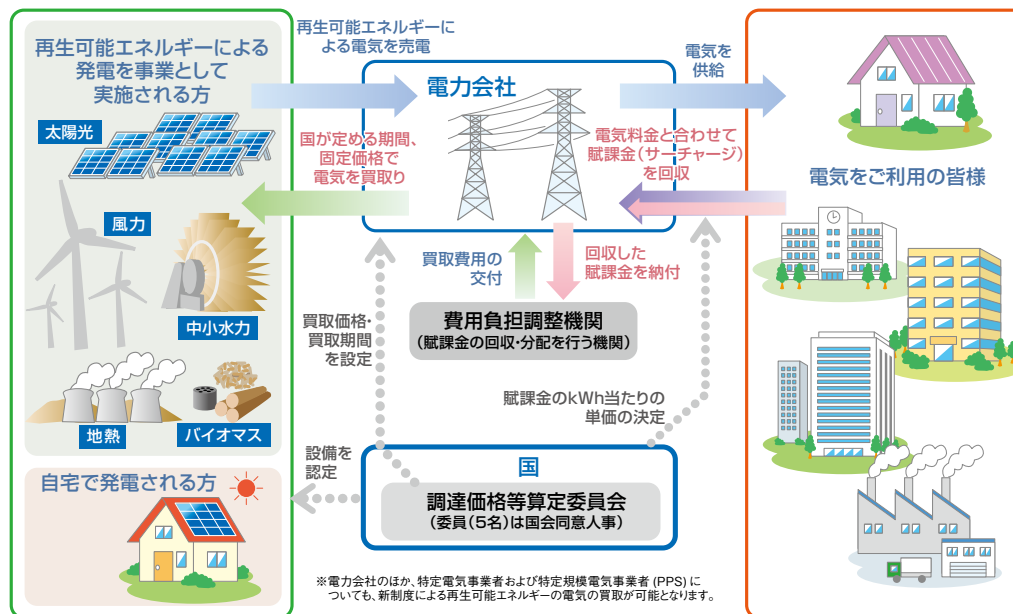 再生可能エネルギーによる
発電を事業として
実施される方
太陽光
風力
中小水力
地熱
バイオマス
自宅で発電される方
再生可能エネルギーに
よる電気を売電
電力会社
国が定める期間、
固定価格で
電気を買取り
電気を
供給
電気料金と合わせて
賦課金(サーチャージ)
を回収
電気をご利用の皆様
買取費用の
交付
回収した
賦課金を納付
費用負担調整機関
(賦課金の回収・分配を行う機関)
買取価格・
買取期間
を設定
賦課金のkWh当たりの
単価の決定
設備を
認定
国
調達価格等算定委員会
(委員(5名)は国会同意人事)
※電力会社のほか、特定電気事業者および特定規模電気事業者 (PPS) に
ついても、新制度による再生可能エネルギーの電気の買取が可能となります。